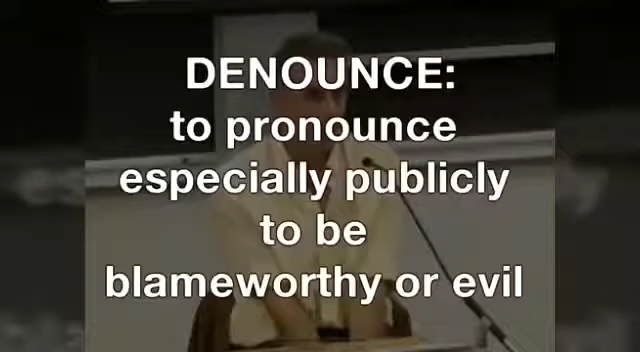 DENOUNCE:
to pronounce
especially publicly
to be
blameworthy or evil